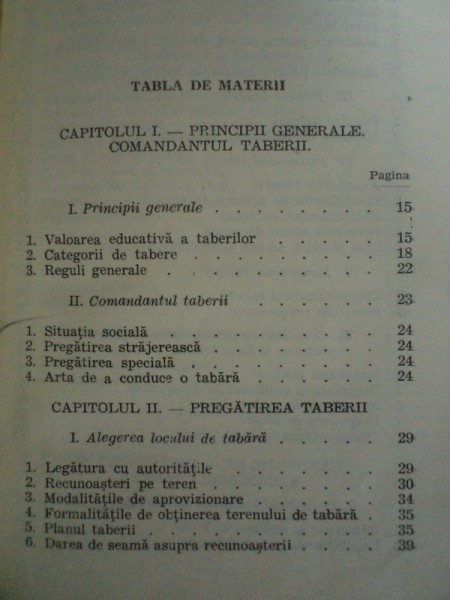 TABLA DE MATERII
CAPITOLUL I. — PRINCIPII GENERALE.
COMANDANTUL TABERII.
Pagina
I. Principii generale . . . . . . . . 15
1. Valoarea educativă a taberilor . . . . . 15
2. Categorii de tabere . . . . . . . 18
3. Reguli generale . . . . . . . . . 22
II. Comandantul taberii . . . . . . 23
1. Situația socială . . . . . . . . . 24
2. Pregătirea străjerească . . . . . . . 24
3. Pregătirea specială . . . . . . . . 24
4. Arta de a conduce o tabără . . . . . . 24
CAPITOLUL II. — PREGĂTIREA TABERII
I. Alegerea locului de tabără . . . . . 29
1. Legătura cu autoritățile . . . . . . . 29
2. Recunoașteri pe teren . . . . . . . 30
3. Modalitățile de aprovizionare . . . . . 34
4. Formalitățile de obținerea terenului de tabără . 35
5. Planul taberii . . . . . . . . . . 35
6. Darea de seamă asupra recunoașterii . . . . 39